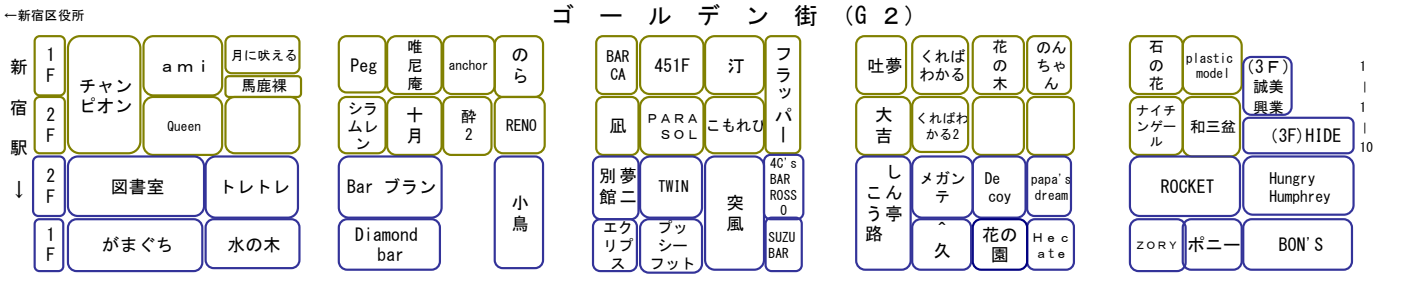 ←新宿区役所
ゴールデン街 (G2)
新宿駅↓
1F
チャンピオン
ami
月に吠える
馬鹿裸
2F
Queen
2F
図書室
トレトレ
1F
がまぐち
水の木
Peg
唯尼庵
anchor
のら
シラムレン
十月
酔2
RENO
Bar ブラン
小鳥
Diamond bar
BAR CA
451F
汀
フラッパー
凪
PARASOL
こもれび
別館
夢二
TWIN
突風
4C's BAR ROSSO
エクリプス
プッシーフット
SUZU BAR
吐夢
くればわかる
花の木
のんちゃん
大吉
くればわかる2
しん亭
こう路
メガンテ
De coy
papa's dream
^久
花の園
Hecate
石の花
plastic model
(3F)誠美興業
1|1|10
ナイチンゲール
和三盆
(3F)HIDE
ROCKET
Hungry Humphrey
ZORY
ポニー
BON'S